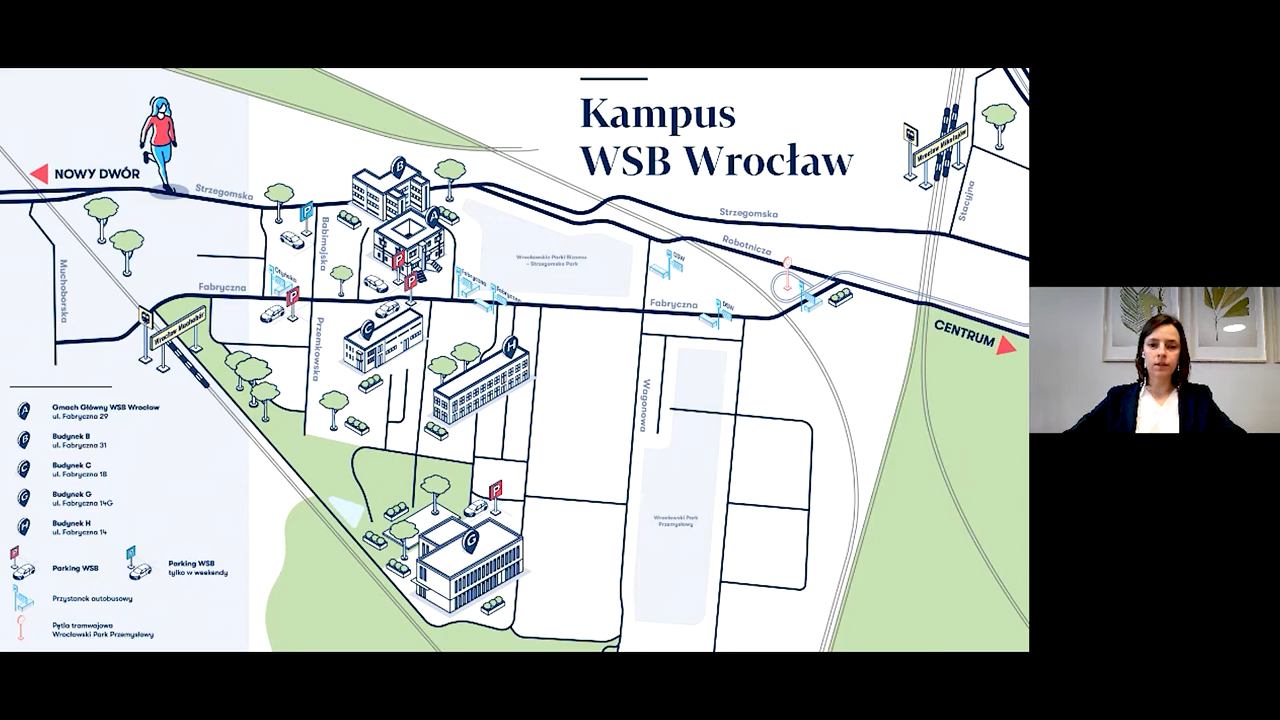 Kampus
WSB Wrocław
NOWY DWÓR
Strzegomska
Muchoborska
Fabryczna
Babimojska
Przemkowska
Wrocław Muchobór
B
A
P
P
P
P
C
H
G
P
Fabryczna
Fabryczna
Wrocławski Park Biznesu
– Strzegomska Park
Strzegomska
Robotnicza
DSW
Fabryczna
DSW
Wagonowa
Wrocławski Park
Przemysłowy
Wrocław Mikołajów
Stacyjna
CENTRUM
A
Gmach Główny WSB Wrocław
ul. Fabryczna 29
B
Budynek B
ul. Fabryczna 31
C
Budynek C
ul. Fabryczna 18
G
Budynek G
ul. Fabryczna 14G
H
Budynek H
ul. Fabryczna 14
P
Parking WSB
P
Parking WSB
tylko w weekendy
Przystanek autobusowy
Pętla tramwajowa
Wrocławski Park Przemysłowy